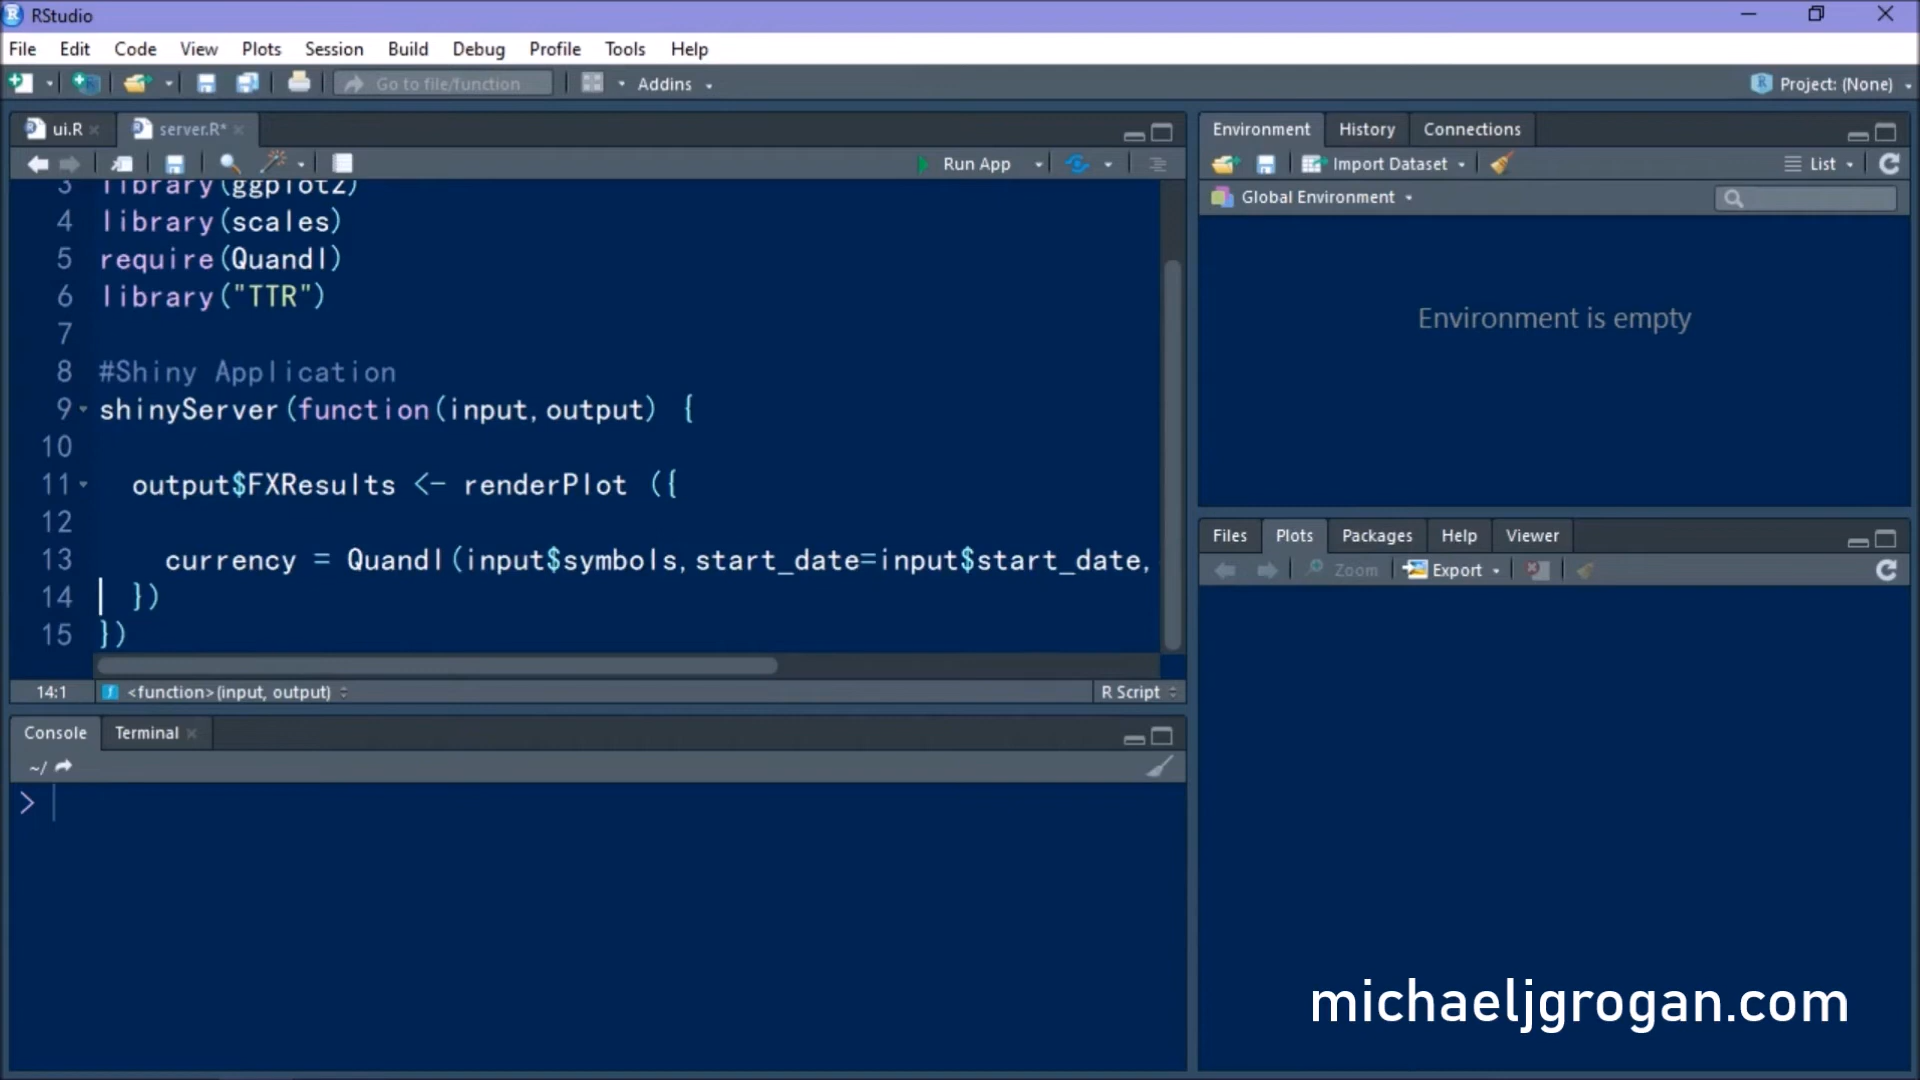 RStudio
File Edit Code View Plots Session Build Debug Profile Tools Help
Go to file/function Addins Project: (None)
ui.R server.R*
Run App
3 library(ggplot2)
4 library(scales)
5 require(Quandl)
6 library("TTR")
7
8 #Shiny Application
9 shinyServer(function(input,output) {
10
11 output$FXResults <- renderPlot ({
12
13 currency = Quandl(input$symbols,start_date=input$start_date,
14 })
15 })
14:1 <function>(input, output) R Script
Console Terminal
~/
>
Environment History Connections
Import Dataset List
Global Environment
Environment is empty
Files Plots Packages Help Viewer
Zoom Export
michaeljgrogan.com